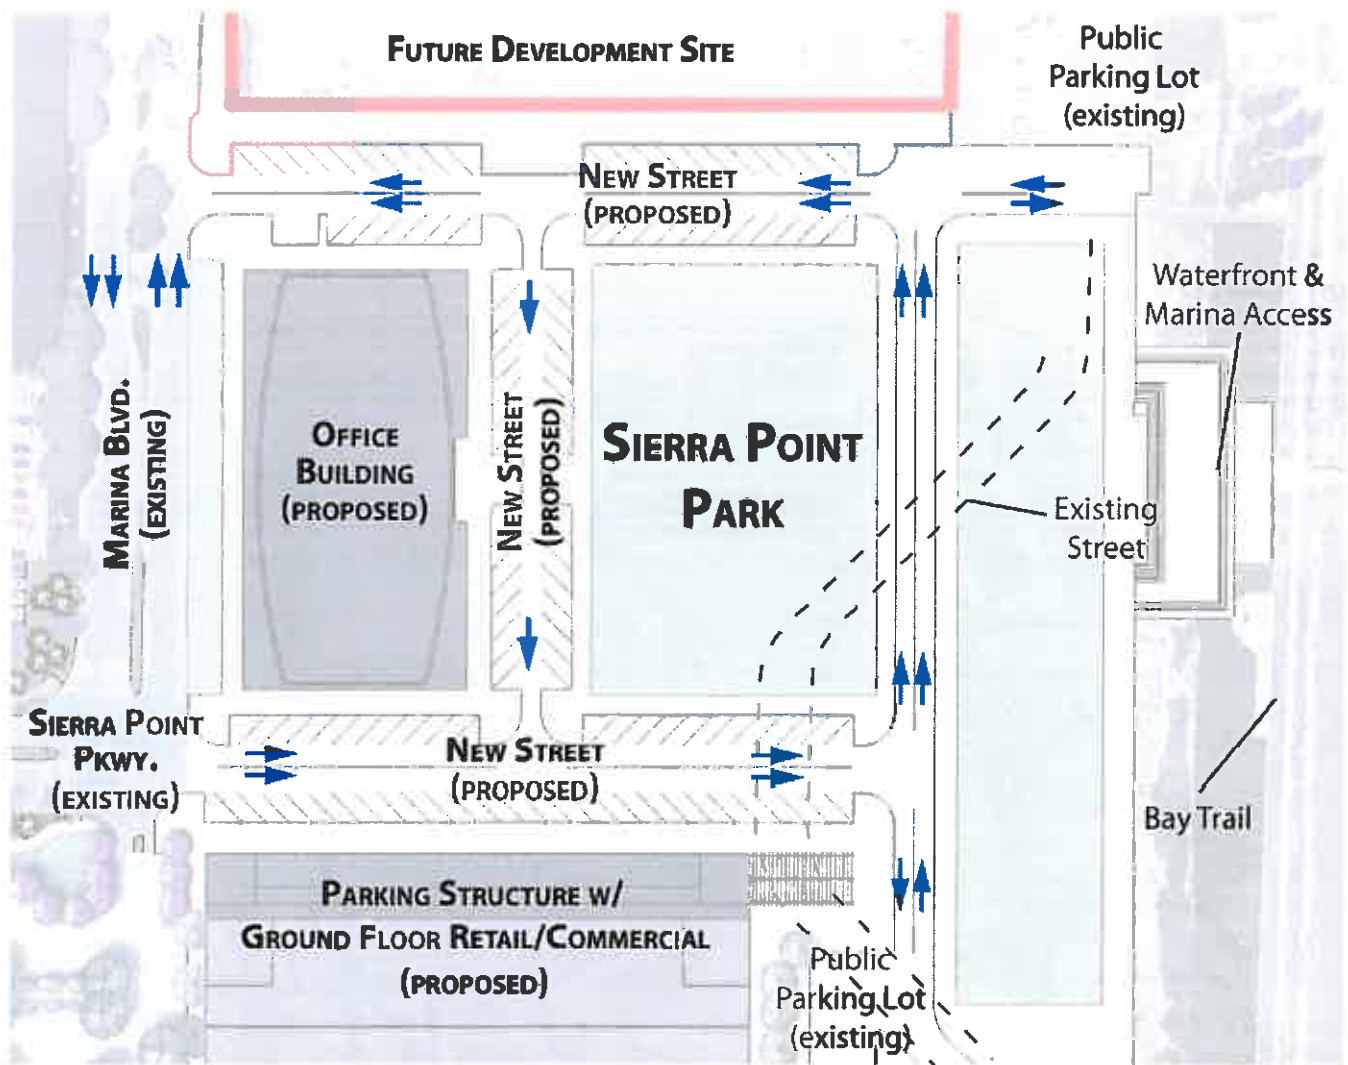 FUTURE DEVELOPMENT SITE
Public
Parking Lot
(existing)
NEW STREET
(PROPOSED)
Waterfront &
Marina Access
MARINA BLVD.
(EXISTING)
OFFICE
BUILDING
(PROPOSED)
NEW STREET
(PROPOSED)
SIERRA POINT
PARK
Existing
Street
SIERRA POINT
PKWY.
(EXISTING)
NEW STREET
(PROPOSED)
Bay Trail
PARKING STRUCTURE W/
GROUND FLOOR RETAIL/COMMERCIAL
(PROPOSED)
Public
Parking Lot
(existing)